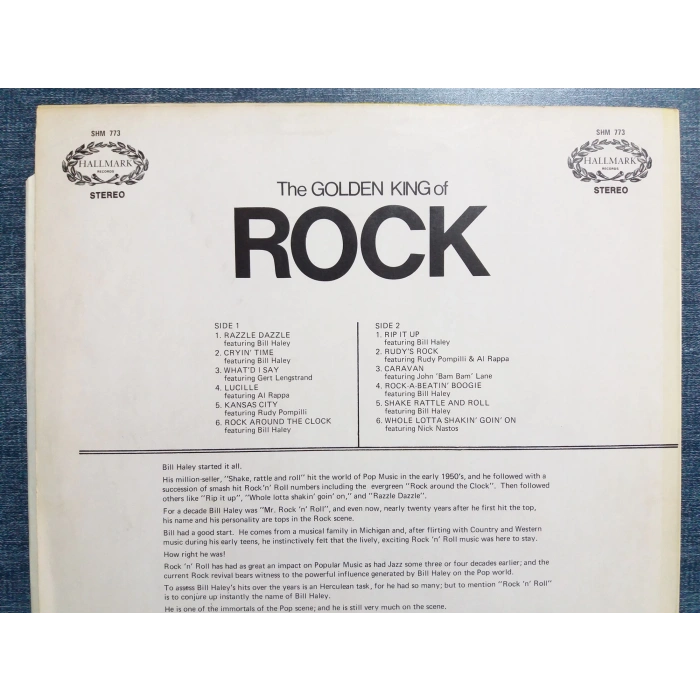 SHM 773
HALLMARK
RECORDS
STEREO
SHM 773
HALLMARK
RECORDS
STEREO
The GOLDEN KING of
ROCK
SIDE 1
1. RAZZLE DAZZLE
featuring Bill Haley
2. CRYIN' TIME
featuring Bill Haley
3. WHAT'D I SAY
featuring Gert Lengstrand
4. LUCILLE
featuring Al Rappa
5. KANSAS CITY
featuring Rudy Pompilli
6. ROCK AROUND THE CLOCK
featuring Bill Haley
SIDE 2
1. RIP IT UP
featuring Bill Haley
2. RUDY'S ROCK
featuring Rudy Pompilli & Al Rappa
3. CARAVAN
featuring John 'Bam Bam' Lane
4. ROCK-A-BEATIN' BOOGIE
featuring Bill Haley
5. SHAKE RATTLE AND ROLL
featuring Bill Haley
6. WHOLE LOTTA SHAKIN' GOIN' ON
featuring Nick Nastos
Bill Haley started it all.
His million-seller, "Shake, rattle and roll" hit the world of Pop Music in the early 1950's, and he followed with a
succession of smash hit Rock'n' Roll numbers including the evergreen "Rock around the Clock". Then followed
others like "Rip it up", "Whole lotta shakin' goin' on," and "Razzle Dazzle".
For a decade Bill Haley was "Mr. Rock 'n' Roll", and even now, nearly twenty years after he first hit the top,
his name and his personality are tops in the Rock scene.
Bill had a good start. He comes from a musical family in Michigan and, after flirting with Country and Western
music during his early teens, he instinctively felt that the lively, exciting Rock 'n' Roll music was here to stay.
How right he was!
Rock 'n' Roll has had as great an impact on Popular Music as had Jazz some three or four decades earlier; and the
current Rock revival bears witness to the powerful influence generated by Bill Haley on the Pop world.
To assess Bill Haley's hits over the years is an Herculean task, for he had so many; but to mention "Rock 'n' Roll"
is to conjure up instantly the name of Bill Haley.
He is one of the immortals of the Pop scene; and he is still very much on the scene.